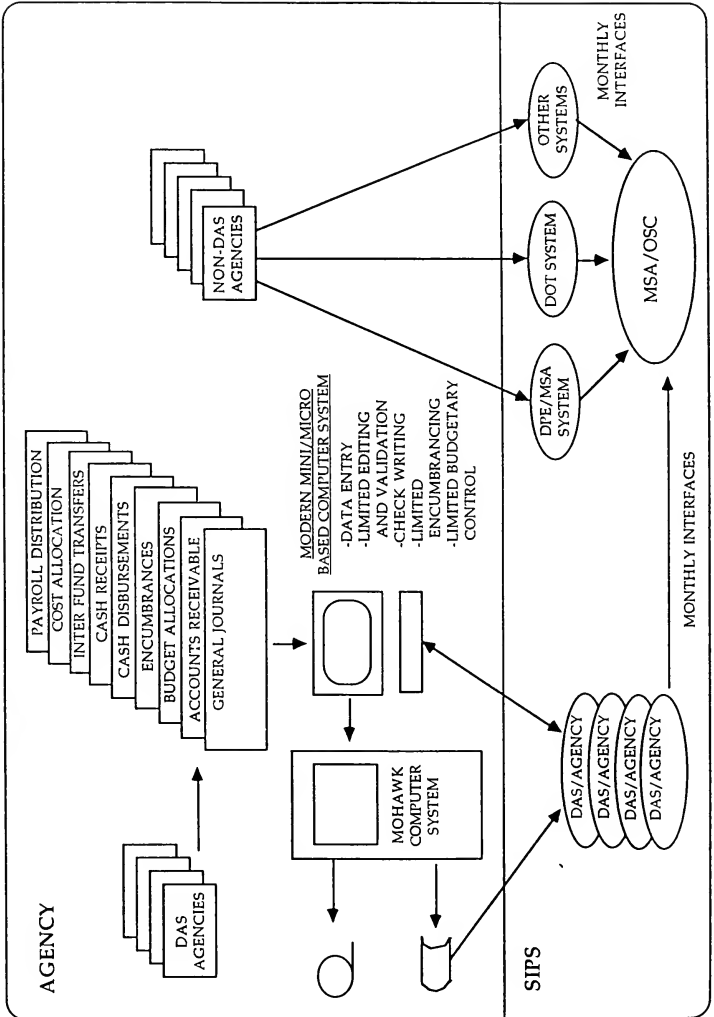 AGENCY
DAS
AGENCIES
PAYROLL DISTRIBUTION
COST ALLOCATION
INTER FUND TRANSFERS
CASH RECEIPTS
CASH DISBURSEMENTS
ENCUMBRANCES
BUDGET ALLOCATIONS
ACCOUNTS RECEIVABLE
GENERAL JOURNALS
NON-DAS
AGENCIES
MODERN MINI/MICRO
BASED COMPUTER SYSTEM
-DATA ENTRY
-LIMITED EDITING
AND VALIDATION
-CHECK WRITING
-LIMITED
ENCUMBRANCING
-LIMITED BUDGETARY
CONTROL
MOHAWK
COMPUTER
SYSTEM
SIPS
DAS/AGENCY
DAS/AGENCY
DAS/AGENCY
DAS/AGENCY
MONTHLY INTERFACES
DPE/MSA
SYSTEM
DOT SYSTEM
OTHER
SYSTEMS
MONTHLY
INTERFACES
MSA/OSC